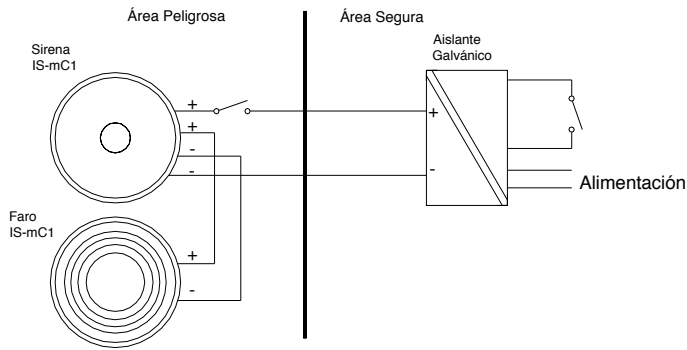 Área Peligrosa
Área Segura
Sirena
IS-mC1
Aislante
Galvánico
+
+
-
-
+
-
Alimentación
Faro
IS-mC1
+
-